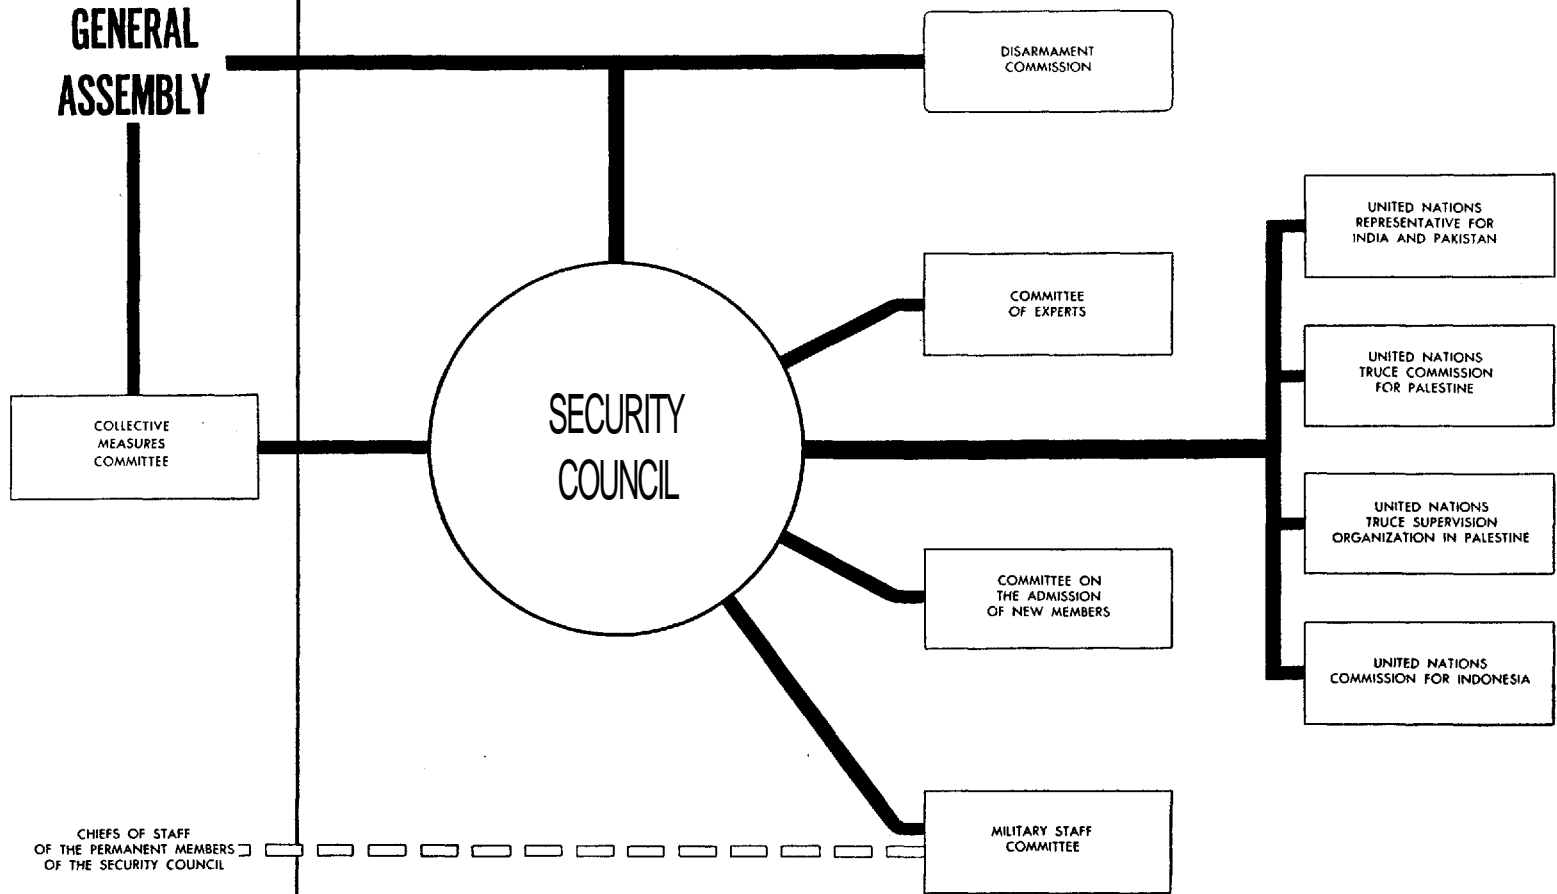 GENERAL
ASSEMBLY
DISARMAMENT
COMMISSION
UNITED NATIONS
REPRESENTATIVE FOR
INDIA AND PAKISTAN
COMMITTEE
OF EXPERTS
UNITED NATIONS
TRUCE COMMISSION
FOR PALESTINE
COLLECTIVE
MEASURES
COMMITTEE
SECURITY
COUNCIL
UNITED NATIONS
TRUCE SUPERVISION
ORGANIZATION IN PALESTINE
COMMITTEE ON
THE ADMISSION
OF NEW MEMBERS
UNITED NATIONS
COMMISSION FOR INDONESIA
CHIEFS OF STAFF
OF THE PERMANENT MEMBERS
OF THE SECURITY COUNCIL
MILITARY STAFF
COMMITTEE